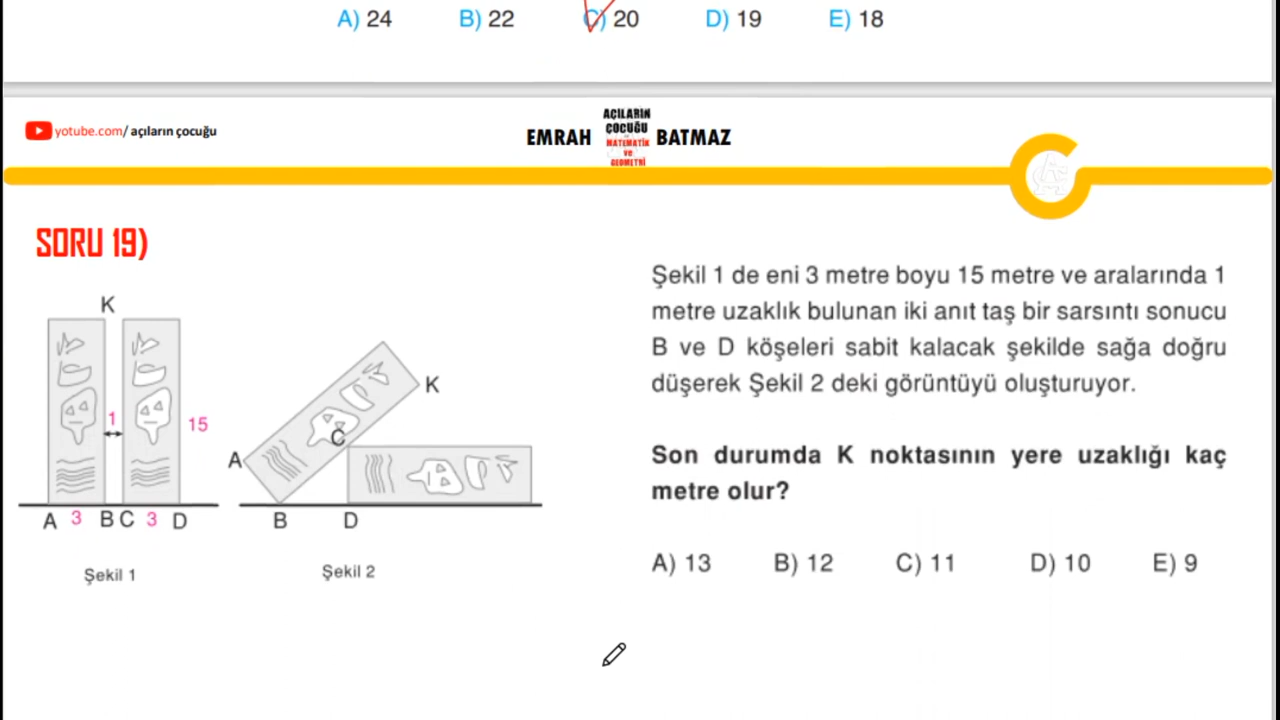 A) 24 B) 22 C) 20 D) 19 E) 18
yotube.com/ açıların çocuğu
EMRAH
AÇILARIN
ÇOCUĞU
MATEMATİK
ve
GEOMETRİ
BATMAZ
SORU 19)
K
1
15
A 3 B C 3 D
Şekil 1
K
C
A
B D
Şekil 2
Şekil 1 de eni 3 metre boyu 15 metre ve aralarında 1
metre uzaklık bulunan iki anıt taş bir sarsıntı sonucu
B ve D köşeleri sabit kalacak şekilde sağa doğru
düşerek Şekil 2 deki görüntüyü oluşturuyor.
Son durumda K noktasının yere uzaklığı kaç
metre olur?
A) 13 B) 12 C) 11 D) 10 E) 9